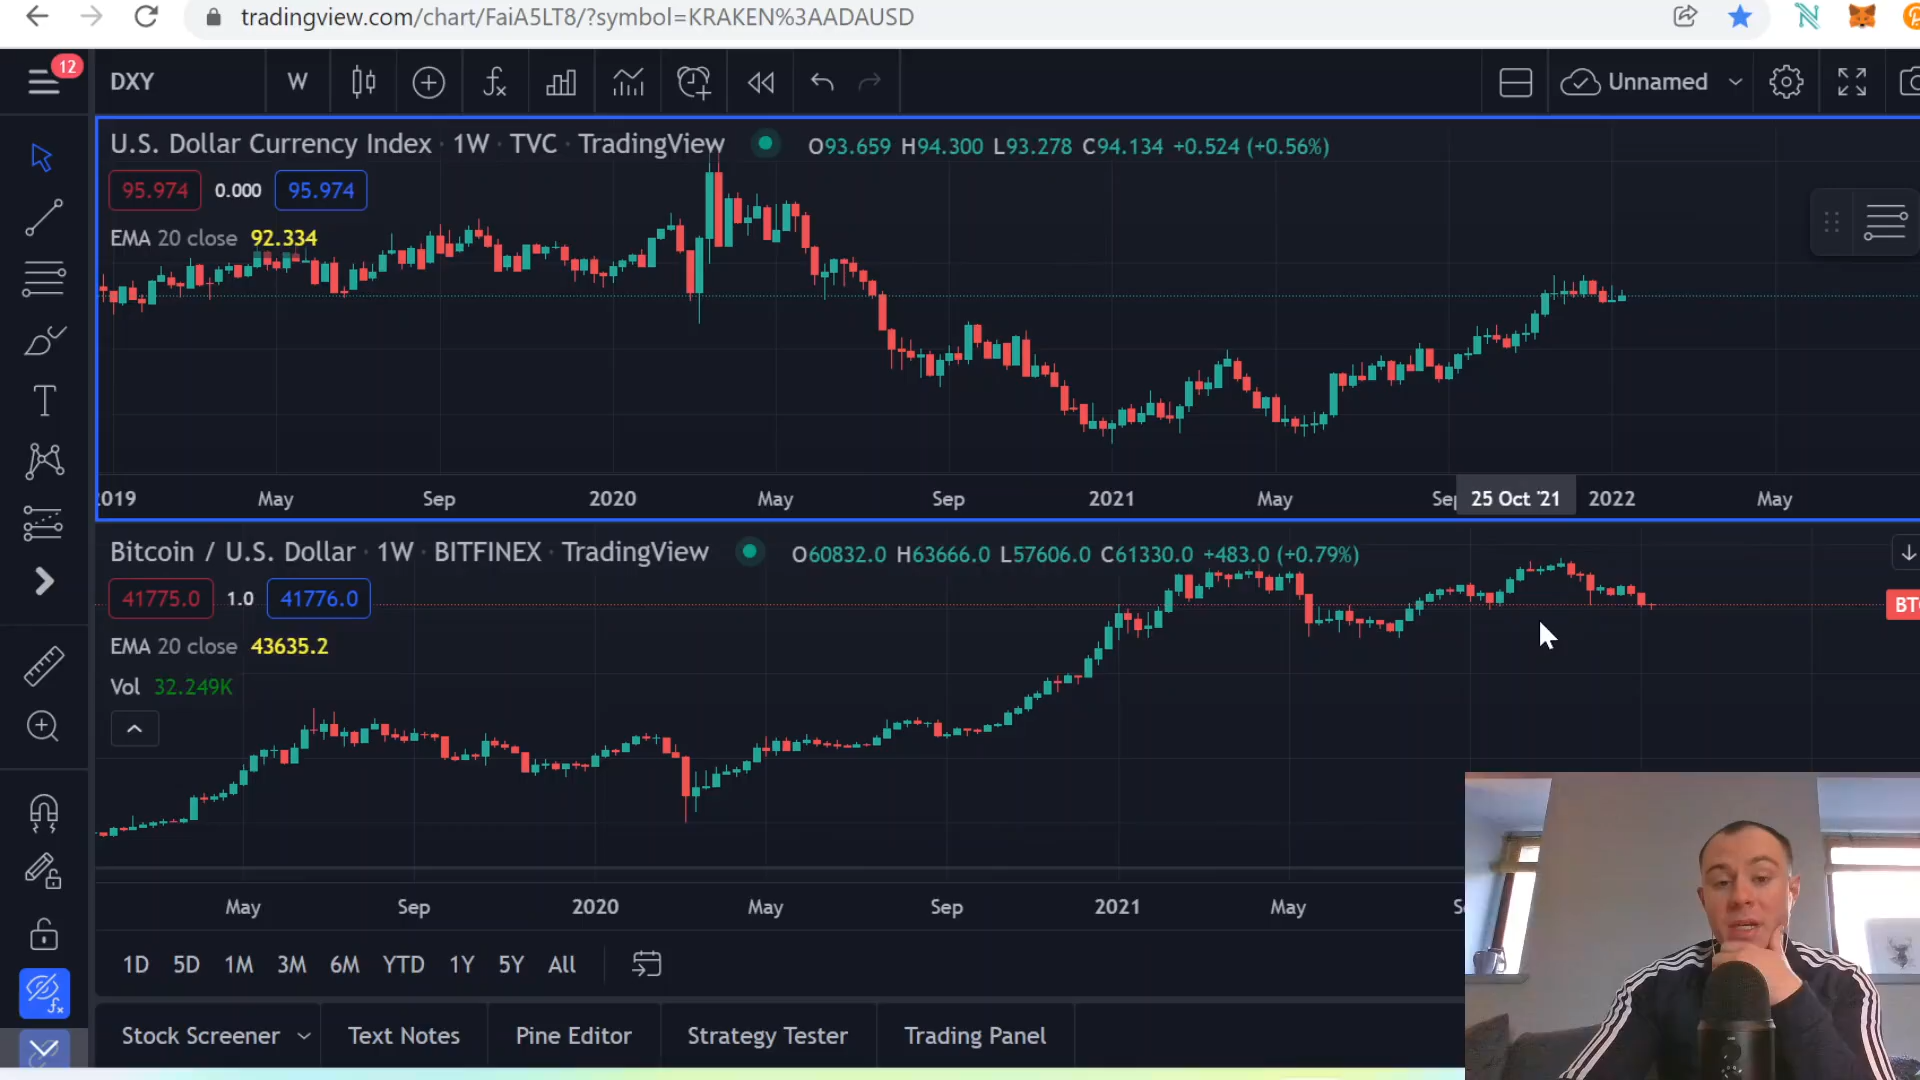 tradingview.com/chart/FaiA5LT8/?symbol=KRAKEN%3AADAUSD
12
DXY
W
Unnamed
U.S. Dollar Currency Index · 1W · TVC · TradingView
O93.659 H94.300 L93.278 C94.134 +0.524 (+0.56%)
95.974 0.000 95.974
EMA 20 close 92.334
2019 May Sep 2020 May Sep 2021 May Sep 25 Oct '21 2022 May
Bitcoin / U.S. Dollar · 1W · BITFINEX · TradingView
O60832.0 H63666.0 L57606.0 C61330.0 +483.0 (+0.79%)
41775.0 1.0 41776.0
BT
EMA 20 close 43635.2
Vol 32.249K
May Sep 2020 May Sep 2021 May S
1D 5D 1M 3M 6M YTD 1Y 5Y All
Stock Screener Text Notes Pine Editor Strategy Tester Trading Panel